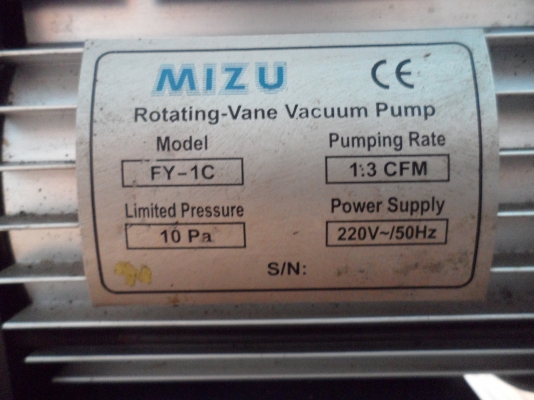 MIZU CE
Rotating-Vane Vacuum Pump
Model
FY-1C
Pumping Rate
1.3 CFM
Limited Pressure
10 Pa
Power Supply
220V~/50Hz
S/N: